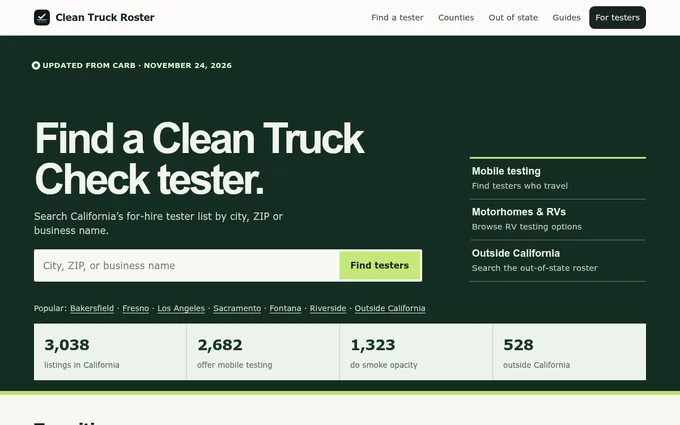 Clean Truck Roster
Find a tester
Counties
Out of state
Guides
For testers
UPDATED FROM CARB · NOVEMBER 24, 2026
Find a Clean Truck
Check tester.
Search California's for-hire tester list by city, ZIP or
business name.
City, ZIP, or business name
Find testers
Mobile testing
Find testers who travel
Motorhomes & RVs
Browse RV testing options
Outside California
Search the out-of-state roster
Popular: Bakersfield · Fresno · Los Angeles · Sacramento · Fontana · Riverside · Outside California
3,038
listings in California
2,682
offer mobile testing
1,323
do smoke opacity
528
outside California